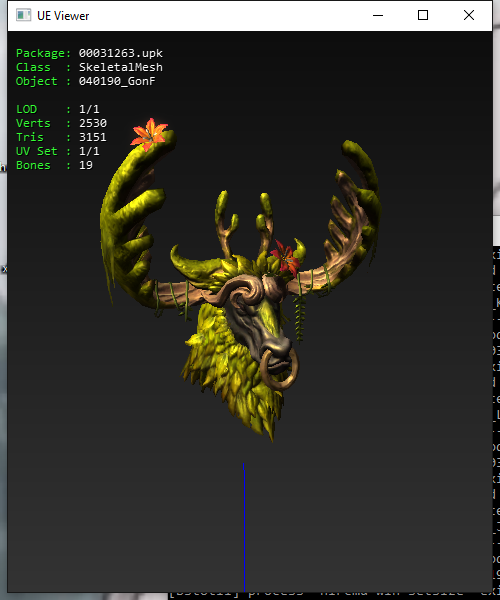 UE Viewer
Package: 00031263.upk
Class : SkeletalMesh
Object : 040190_GonF
LOD : 1/1
Verts : 2530
Tris : 3151
UV Set : 1/1
Bones : 19